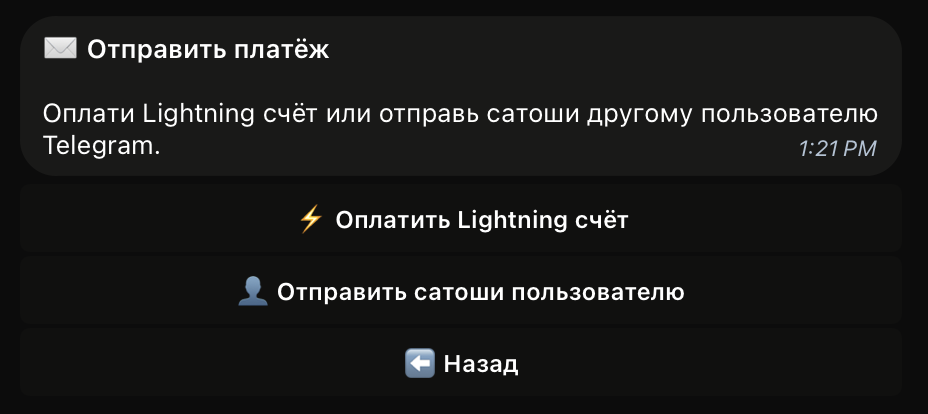 ✉️ Отправить платёж
Оплати Lightning счёт или отправь сатоши другому пользователю
Telegram.
1:21 PM
⚡ Оплатить Lightning счёт
👤 Отправить сатоши пользователю
⬅️ Назад